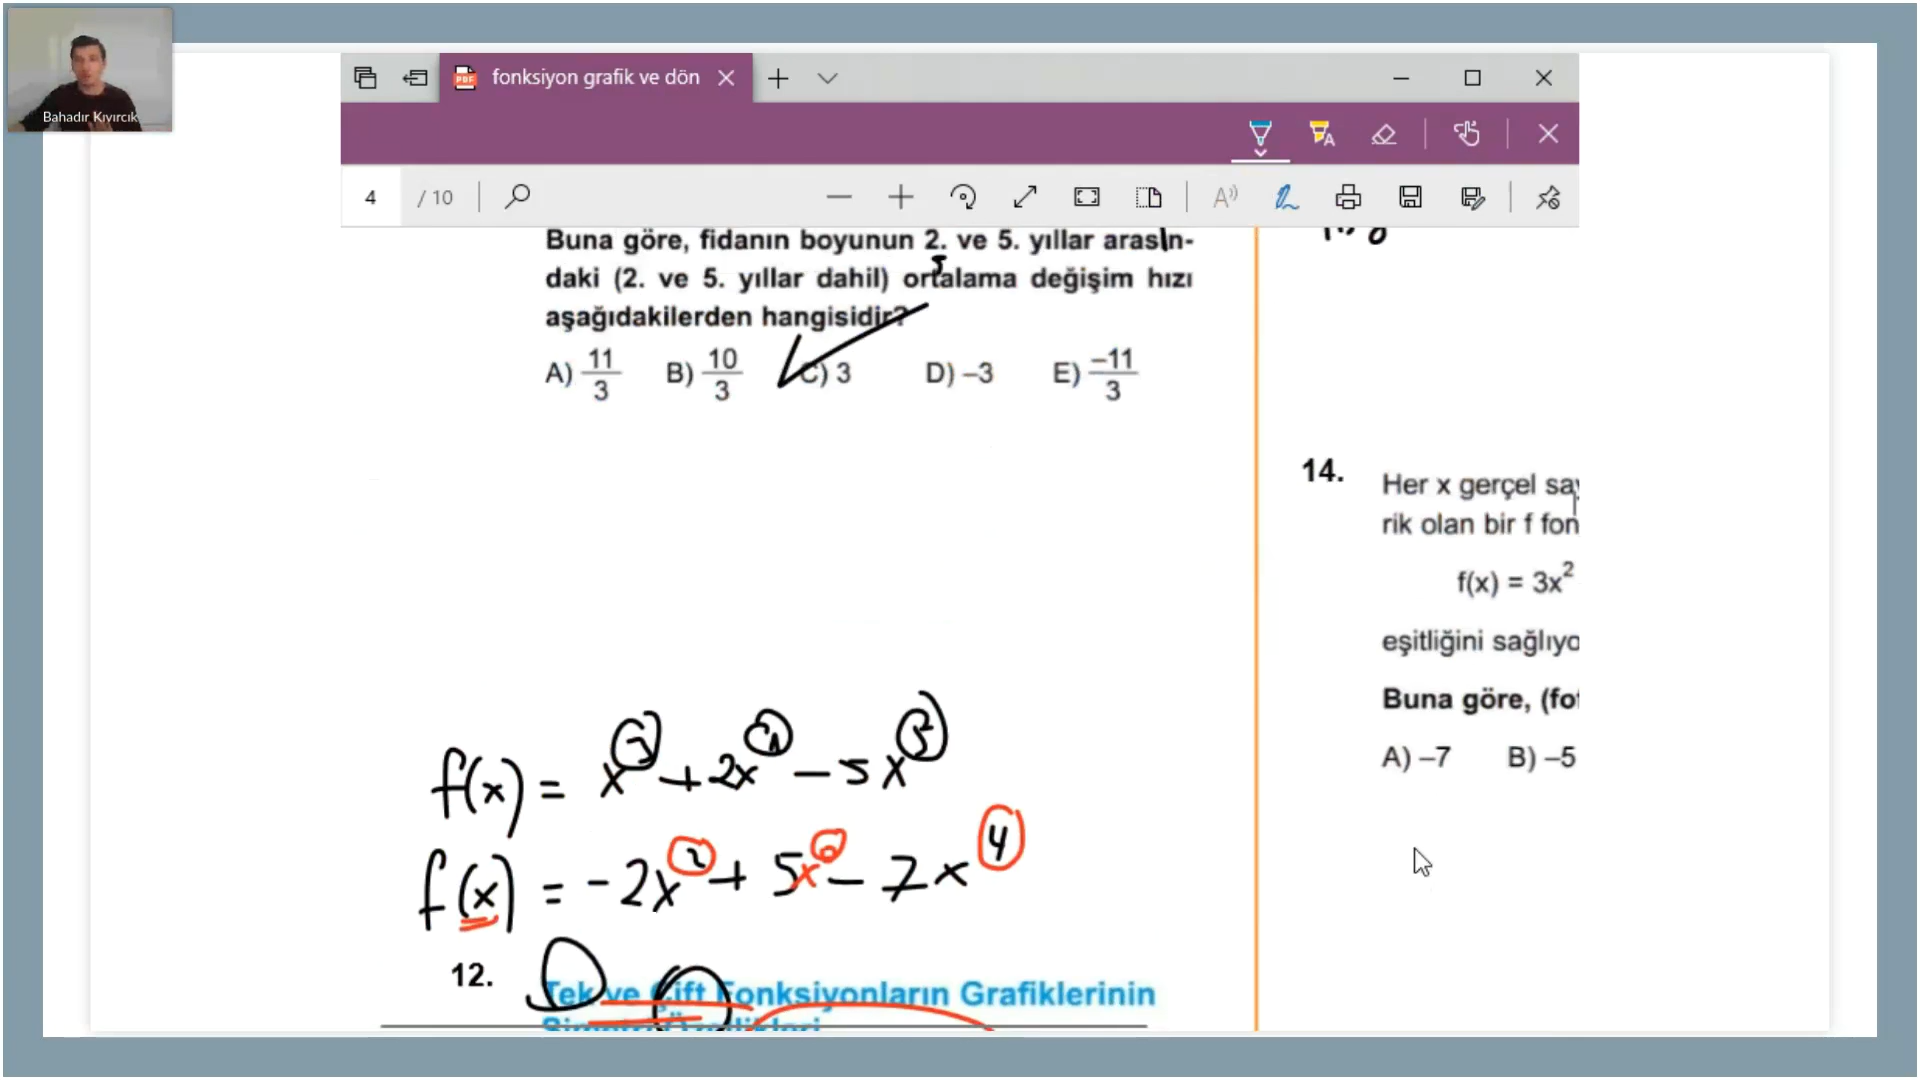 Bahadır Kıvırcık
fonksiyon grafik ve dön
4 / 10
Buna göre, fidanın boyunun 2. ve 5. yıllar arasın-
daki (2. ve 5. yıllar dahil) ortalama değişim hızı
aşağıdakilerden hangisidir?
A) 11/3 B) 10/3 C) 3 D) –3 E) –11/3
f(x) = x³ + 2x¹ − 5x⁵
f(x) = −2x² + 5x⁰ − 7x⁴
12.
Tek ve Çift Fonksiyonların Grafiklerinin
14.
Her x gerçel say
rik olan bir f fon
f(x) = 3x²
eşitliğini sağlıyo
Buna göre, (fo
A) –7 B) –5